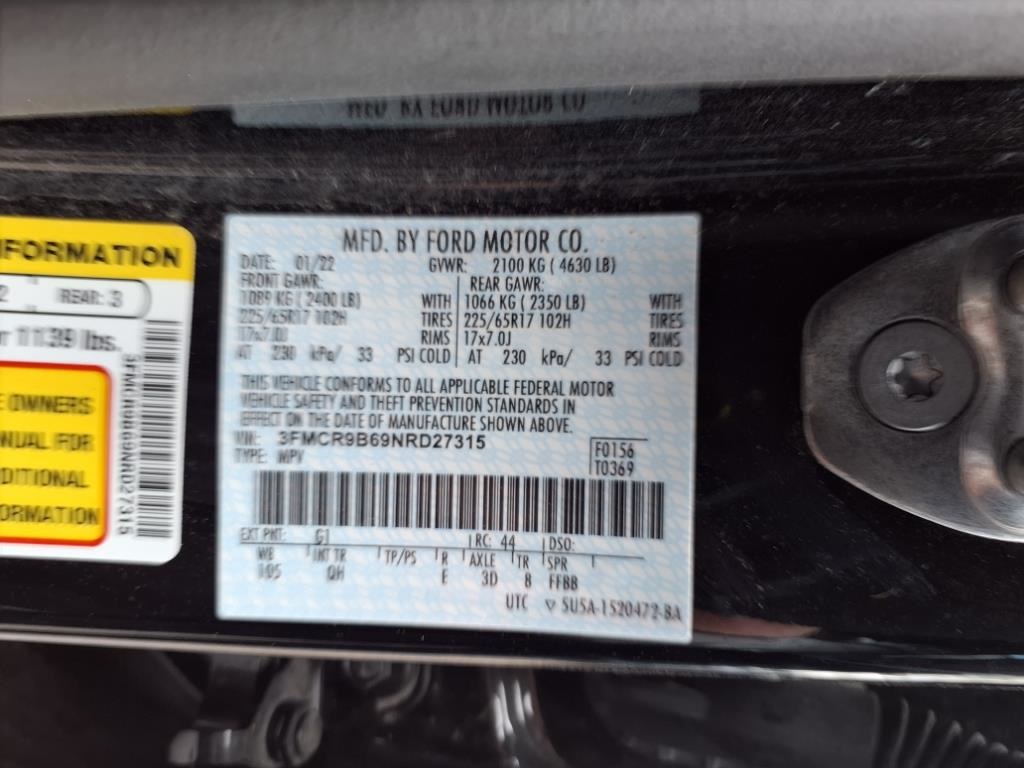 MFD. BY FORD MOTOR CO.
DATE: 01/22 GVWR: 2100 KG ( 4630 LB)
FRONT GAWR: REAR GAWR:
1089 KG ( 2400 LB) WITH 1066 KG ( 2350 LB) WITH
225/65R17 102H TIRES 225/65R17 102H TIRES
17x7.0J RIMS 17x7.0J RIMS
AT 230 kPa/ 33 PSI COLD AT 230 kPa/ 33 PSI COLD
THIS VEHICLE CONFORMS TO ALL APPLICABLE FEDERAL MOTOR
VEHICLE SAFETY AND THEFT PREVENTION STANDARDS IN
EFFECT ON THE DATE OF MANUFACTURE SHOWN ABOVE.
VIN: 3FMCR9B69NRD27315
TYPE: MPV
F0156
T0369
EXT PNT: G1 RC: 44 DSO:
WB INT TR TP/PS R AXLE TR SPR
105 QH E 3D 8 FFBB
UTC SU5A-1520472-BA
FORMATION
2 REAR: 3
r 1139 lbs.
E OWNERS
NUAL FOR
DITIONAL
ORMATION
3FMCR9B69NRD27315